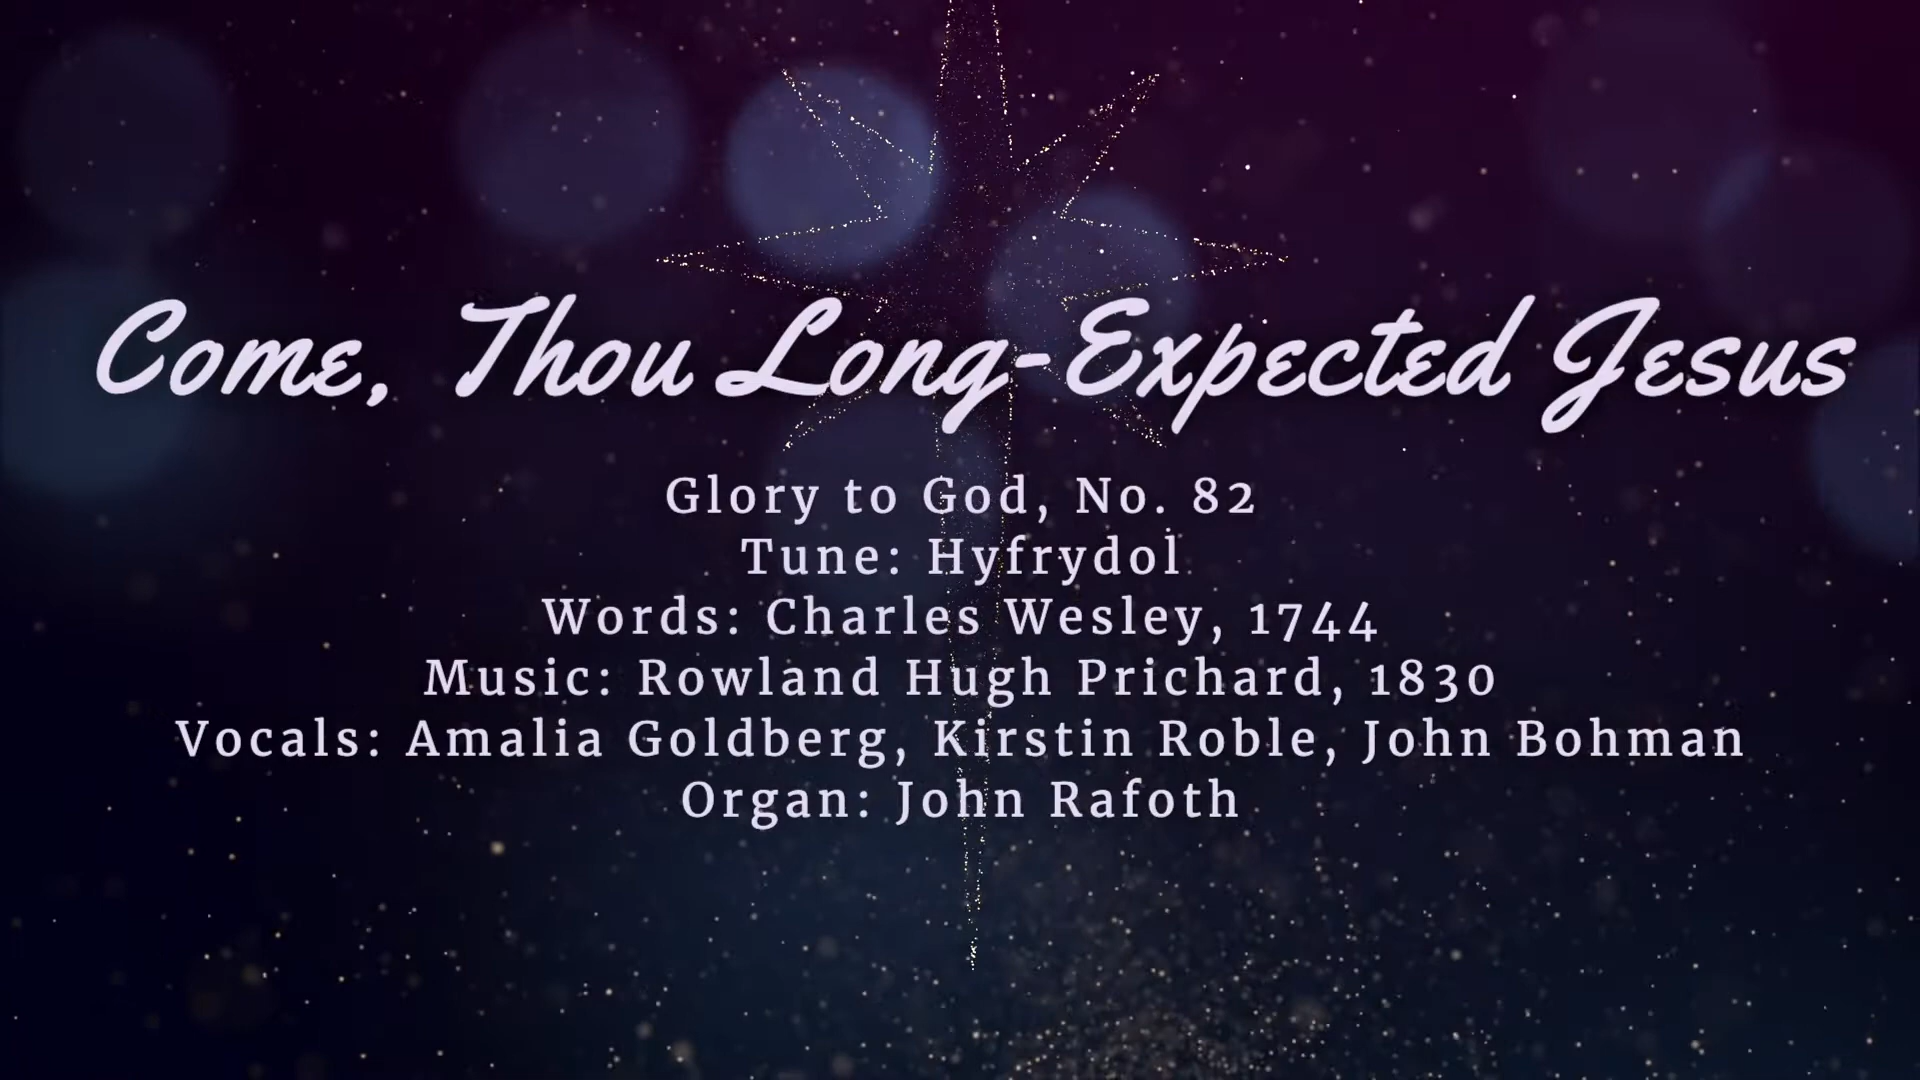 Come, Thou Long-Expected Jesus
Glory to God, No. 82
Tune: Hyfrydol
Words: Charles Wesley, 1744
Music: Rowland Hugh Prichard, 1830
Vocals: Amalia Goldberg, Kirstin Roble, John Bohman
Organ: John Rafoth